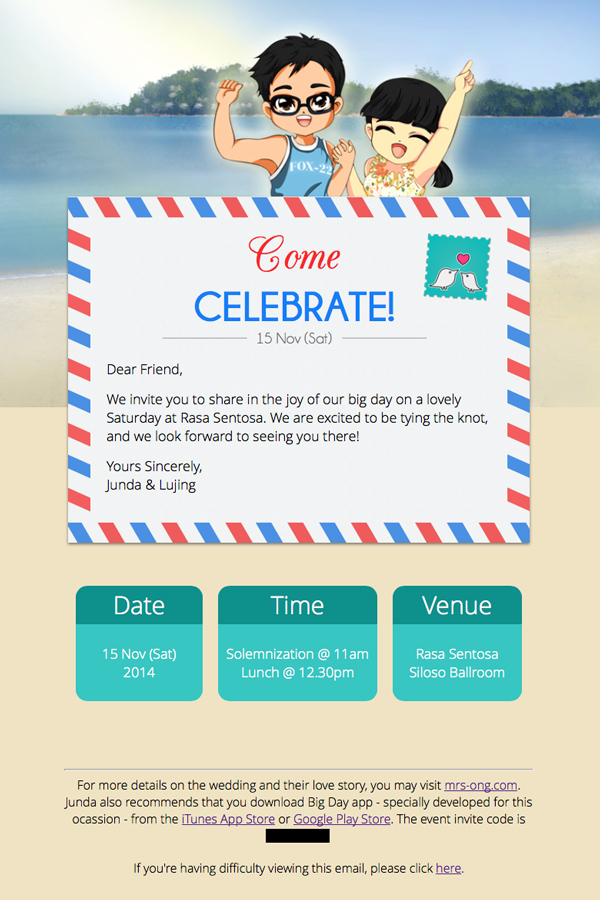 FOX-22
Come
CELEBRATE!
15 Nov (Sat)
Dear Friend,
We invite you to share in the joy of our big day on a lovely
Saturday at Rasa Sentosa. We are excited to be tying the knot,
and we look forward to seeing you there!
Yours Sincerely,
Junda & Lujing
Date
15 Nov (Sat)
2014
Time
Solemnization @ 11am
Lunch @ 12.30pm
Venue
Rasa Sentosa
Siloso Ballroom
For more details on the wedding and their love story, you may visit mrs-ong.com.
Junda also recommends that you download Big Day app - specially developed for this
ocassion - from the iTunes App Store or Google Play Store. The event invite code is
If you're having difficulty viewing this email, please click here.